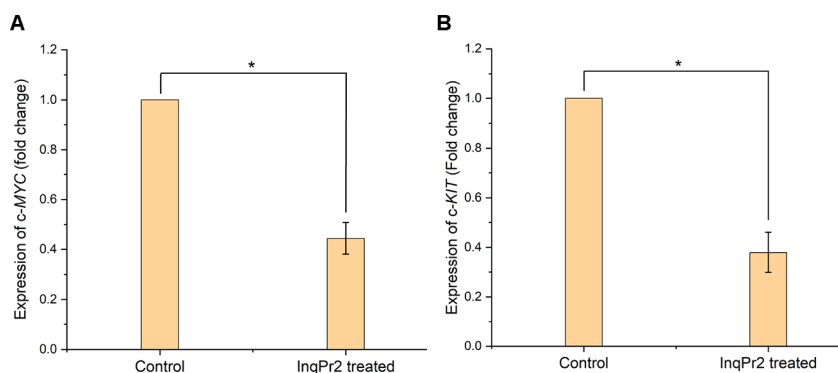 A
Expression of c-MYC (fold change)
1.2
1.0
0.8
0.6
0.4
0.2
0.0
*
Control
InqPr2 treated
B
Expression of c-KIT (Fold change)
1.2
1.0
0.8
0.6
0.4
0.2
0.0
*
Control
InqPr2 treated